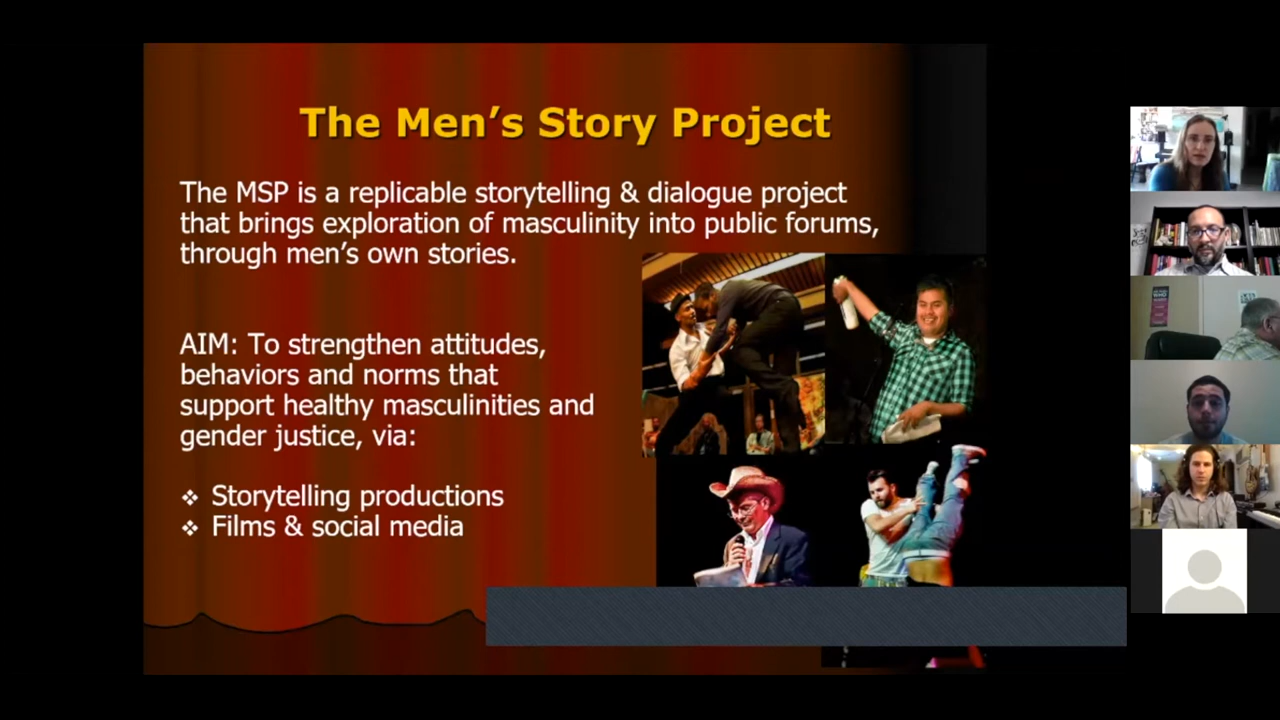 The Men's Story Project
The MSP is a replicable storytelling & dialogue project
that brings exploration of masculinity into public forums,
through men's own stories.
AIM: To strengthen attitudes,
behaviors and norms that
support healthy masculinities and
gender justice, via:
❖ Storytelling productions
❖ Films & social media